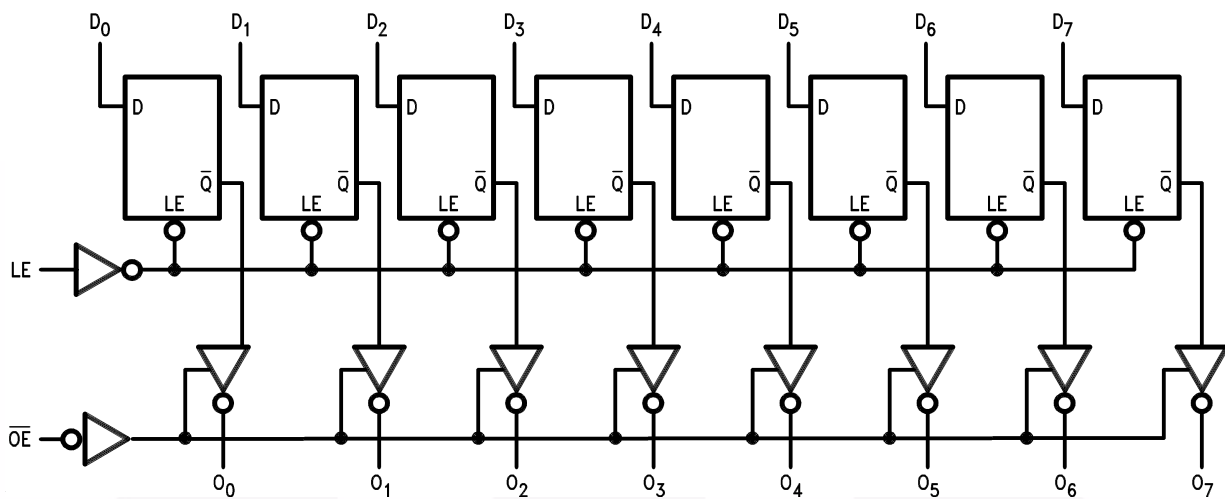 D₀ D₁ D₂ D₃ D₄ D₅ D₆ D₇
D D D D D D D D
Q̅ Q̅ Q̅ Q̅ Q̅ Q̅ Q̅ Q̅
LE LE LE LE LE LE LE LE
LE
O̅E̅
O₀ O₁ O₂ O₃ O₄ O₅ O₆ O₇